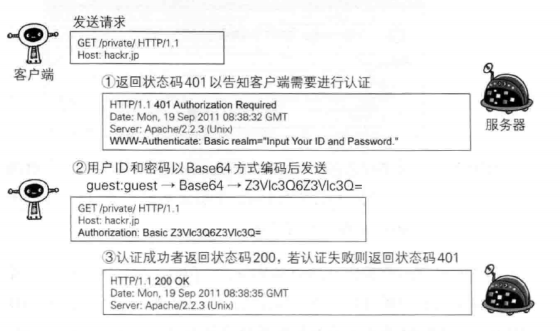 发送请求
GET /private/ HTTP/1.1
Host: hackr.jp
客户端
①返回状态码401以告知客户端需要进行认证
HTTP/1.1 401 Authorization Required
Date: Mon, 19 Sep 2011 08:38:32 GMT
Server: Apache/2.2.3 (Unix)
WWW-Authenticate: Basic realm="Input Your ID and Password."
服务器
②用户ID和密码以Base64方式编码后发送
guest:guest → Base64 → Z3Vlc3Q6Z3Vlc3Q=
GET /private/ HTTP/1.1
Host: hackr.jp
Authorization: Basic Z3Vlc3Q6Z3Vlc3Q=
③认证成功者返回状态码200，若认证失败则返回状态码401
HTTP/1.1 200 OK
Date: Mon, 19 Sep 2011 08:38:35 GMT
Server: Apache/2.2.3 (Unix)